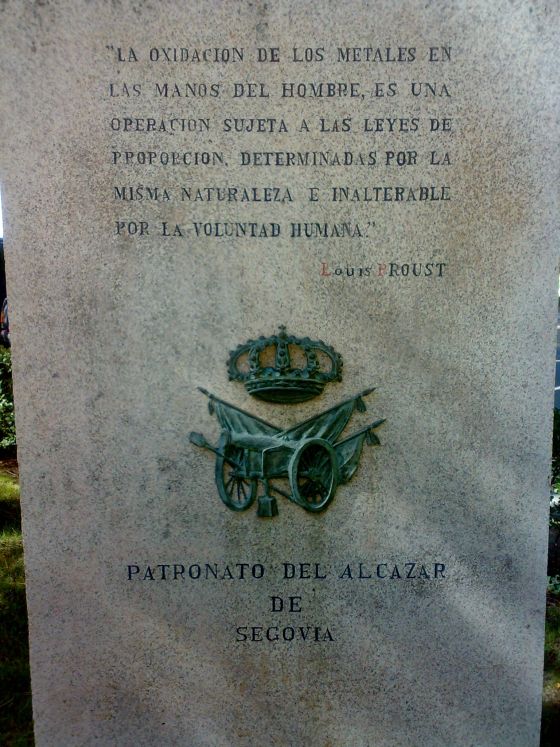 "LA OXIDACION DE LOS METALES EN
LAS MANOS DEL HOMBRE, ES UNA
OPERACION SUJETA A LAS LEYES DE
PROPORCION, DETERMINADAS POR LA
MISMA NATURALEZA E INALTERABLE
POR LA VOLUNTAD HUMANA."
Louis PROUST
PATRONATO DEL ALCAZAR
DE
SEGOVIA